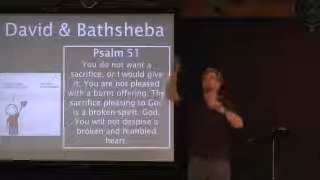 David & Bathsheba
Psalm 51
You do not want a
sacrifice, or I would give
it; You are not pleased
with a burnt offering. The
sacrifice pleasing to God
is a broken spirit. God,
You will not despise a
broken and humbled
heart.